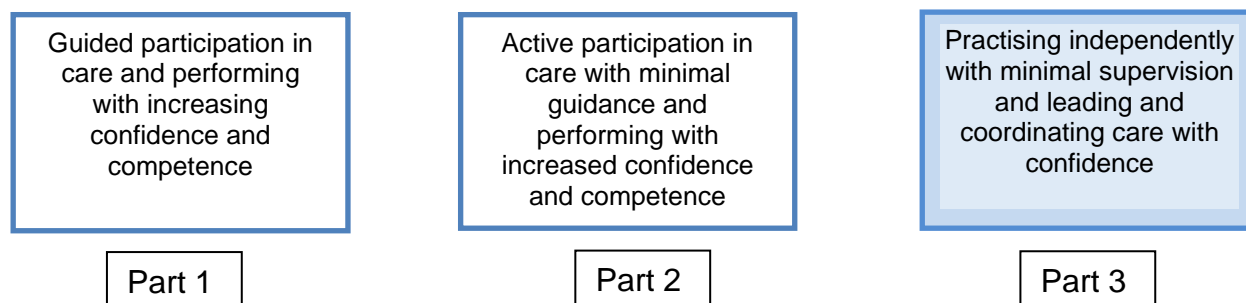 Guided participation in
care and performing
with increasing
confidence and
competence
Active participation in
care with minimal
guidance and
performing with
increased confidence
and competence
Practising independently
with minimal supervision
and leading and
coordinating care with
confidence
Part 1
Part 2
Part 3